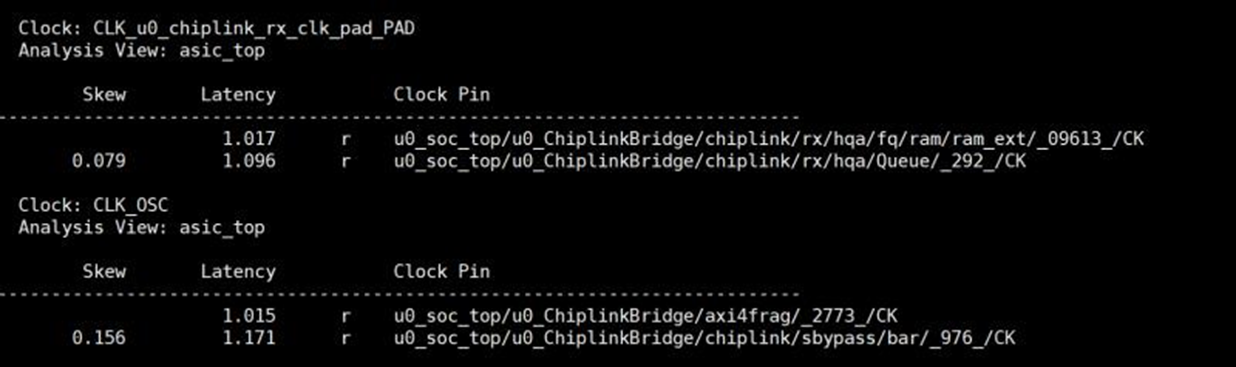 Clock: CLK_u0_chiplink_rx_clk_pad_PAD
Analysis View: asic_top
Skew Latency Clock Pin
--------------------------------------------------------------------------
1.017 r u0_soc_top/u0_ChiplinkBridge/chiplink/rx/hqa/fq/ram/ram_ext/_09613_/CK
0.079 1.096 r u0_soc_top/u0_ChiplinkBridge/chiplink/rx/hqa/Queue/_292_/CK
Clock: CLK_OSC
Analysis View: asic_top
Skew Latency Clock Pin
--------------------------------------------------------------------------
1.015 r u0_soc_top/u0_ChiplinkBridge/axi4frag/_2773_/CK
0.156 1.171 r u0_soc_top/u0_ChiplinkBridge/chiplink/sbypass/bar/_976_/CK